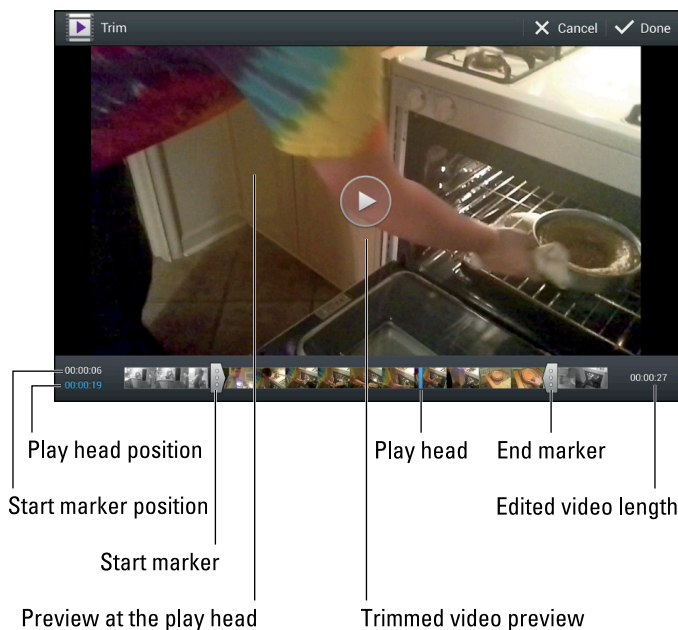 Trim
Cancel
Done
00:00:06
00:00:19
00:00:27
Play head position
Play head
End marker
Start marker position
Edited video length
Start marker
Preview at the play head
Trimmed video preview